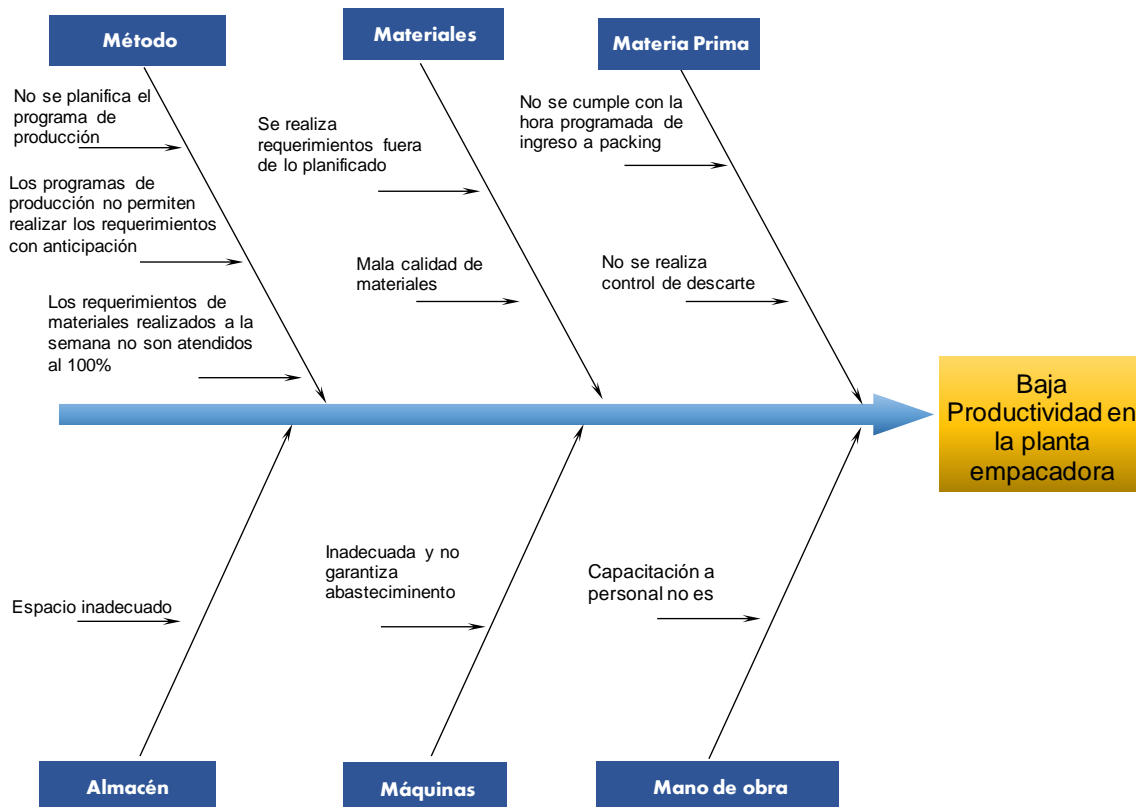 Método
Materiales
Materia Prima
No se planifica el
programa de
producción
Los programas de
producción no permiten
realizar los requerimientos
con anticipación
Los requerimientos de
materiales realizados a la
semana no son atendidos
al 100%
Se realiza
requerimientos fuera
de lo planificado
Mala calidad de
materiales
No se cumple con la
hora programada de
ingreso a packing
No se realiza
control de descarte
Baja
Productividad en
la planta
empacadora
Espacio inadecuado
Inadecuada y no
garantiza
abasteciminento
Capacitación a
personal no es
Almacén
Máquinas
Mano de obra